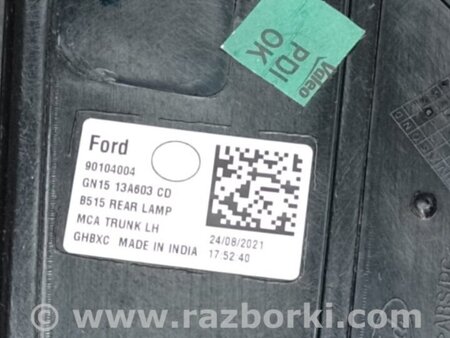 Valeo
PDI
OK
Ford
90104004
GN15 13A603 CD
B515 REAR LAMP
MCA TRUNK LH
GHBXC MADE IN INDIA
24/08/2021
17:52:40
© www.razborki.com/